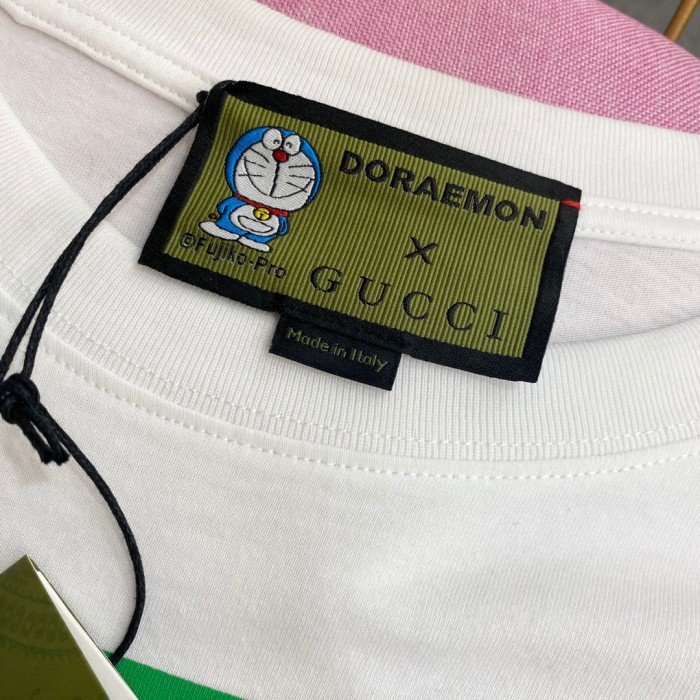 DORAEMON
X
©Fujiko-Pro
GUCCI
Made in Italy